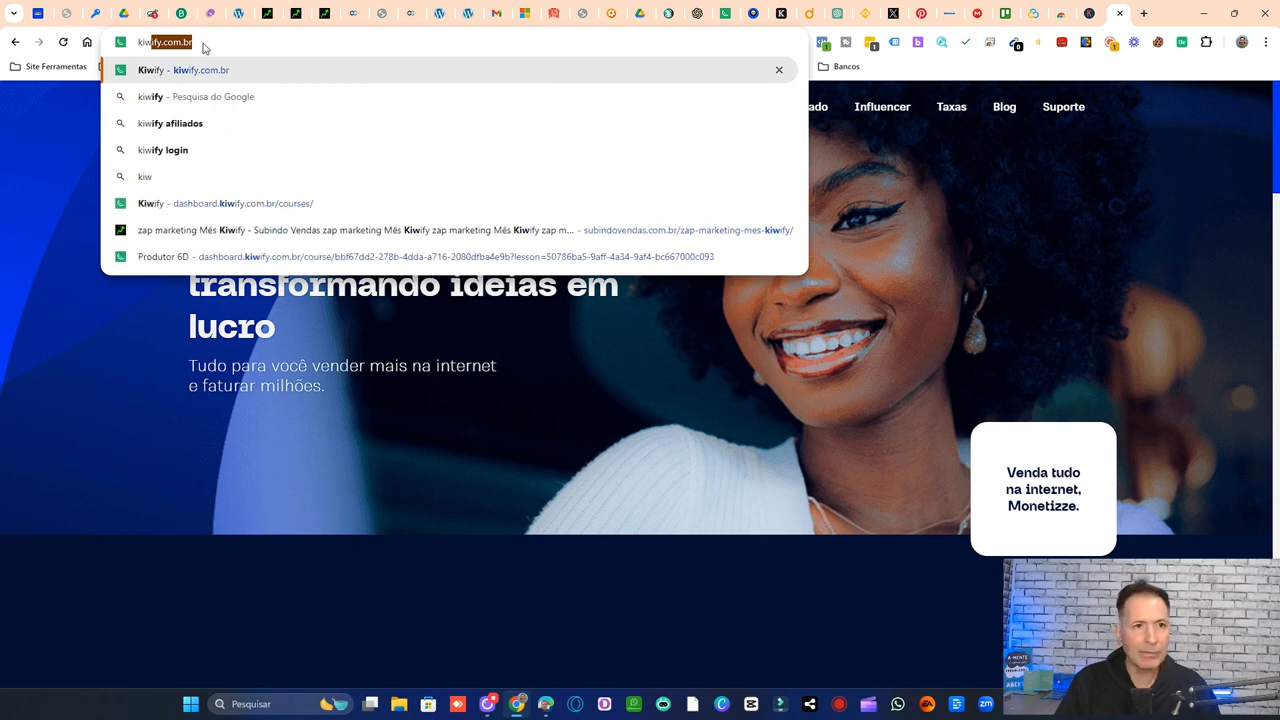 kiwify.com.br
Kiwify - kiwify.com.br
kiwify - Pesquisa do Google
kiwify afiliados
kiwify login
kiw
Kiwify - dashboard.kiwify.com.br/courses/
zap marketing Mês Kiwify - Subindo Vendas zap marketing Mês Kiwify zap marketing Mês Kiwify zap m... - subindovendas.com.br/zap-marketing-mes-kiwify/
Produtor 6D - dashboard.kiwify.com.br/course/bbf67dd2-278b-4dda-a716-2080dfba4e9b?lesson=50786ba5-9aff-4a34-9af4-bc667000c093
Site Ferramentas
Bancos
ado Influencer Taxas Blog Suporte
transformando ideias em
lucro
Tudo para você vender mais na internet
e faturar milhões.
Venda tudo
na internet,
Monetizze.
A MENTE
Pesquisar